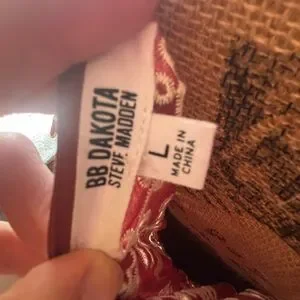 BB DAKOTA
STEVE MADDEN
L
MADE IN
CHINA